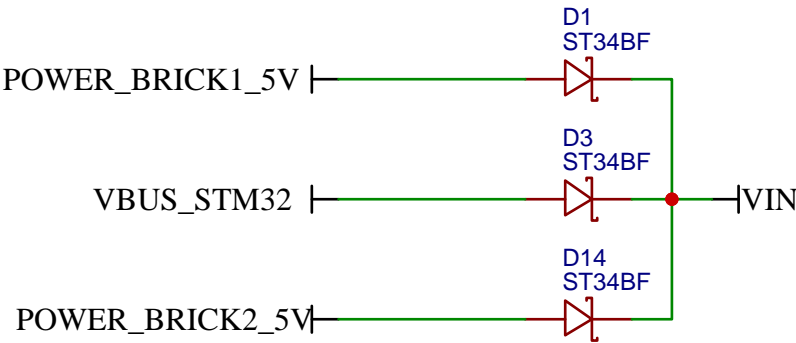 D1
ST34BF
POWER_BRICK1_5V
D3
ST34BF
VBUS_STM32
VIN
D14
ST34BF
POWER_BRICK2_5V